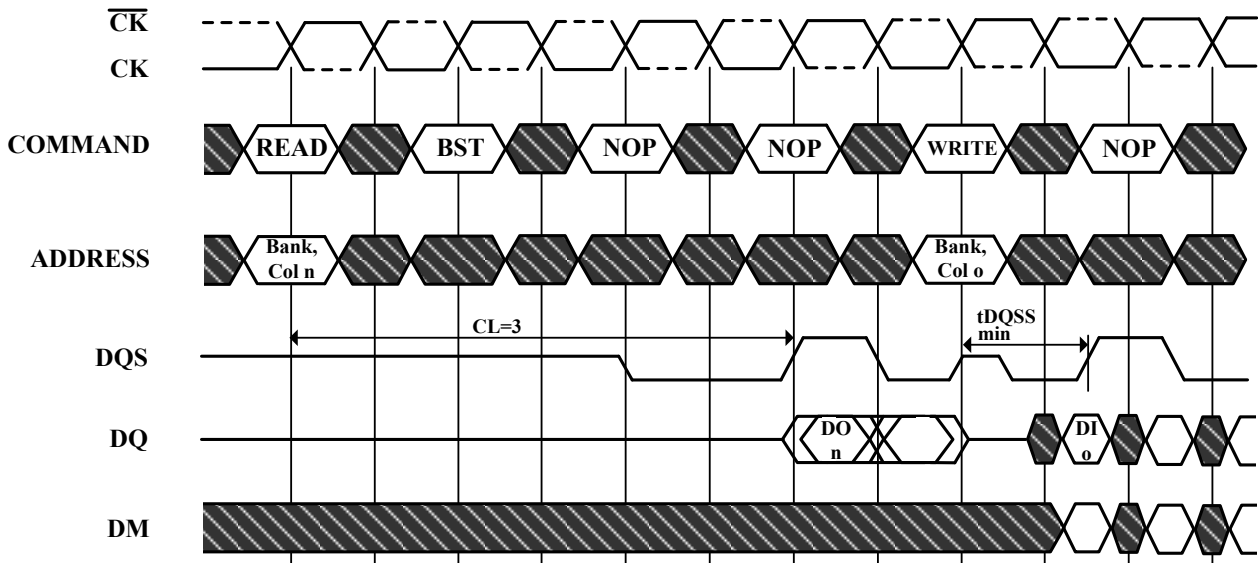 CK
CK
COMMAND
READ
BST
NOP
NOP
WRITE
NOP
ADDRESS
Bank,
Col n
Bank,
Col o
CL=3
tDQSS
min
DQS
DQ
DO
n
DI
o
DM